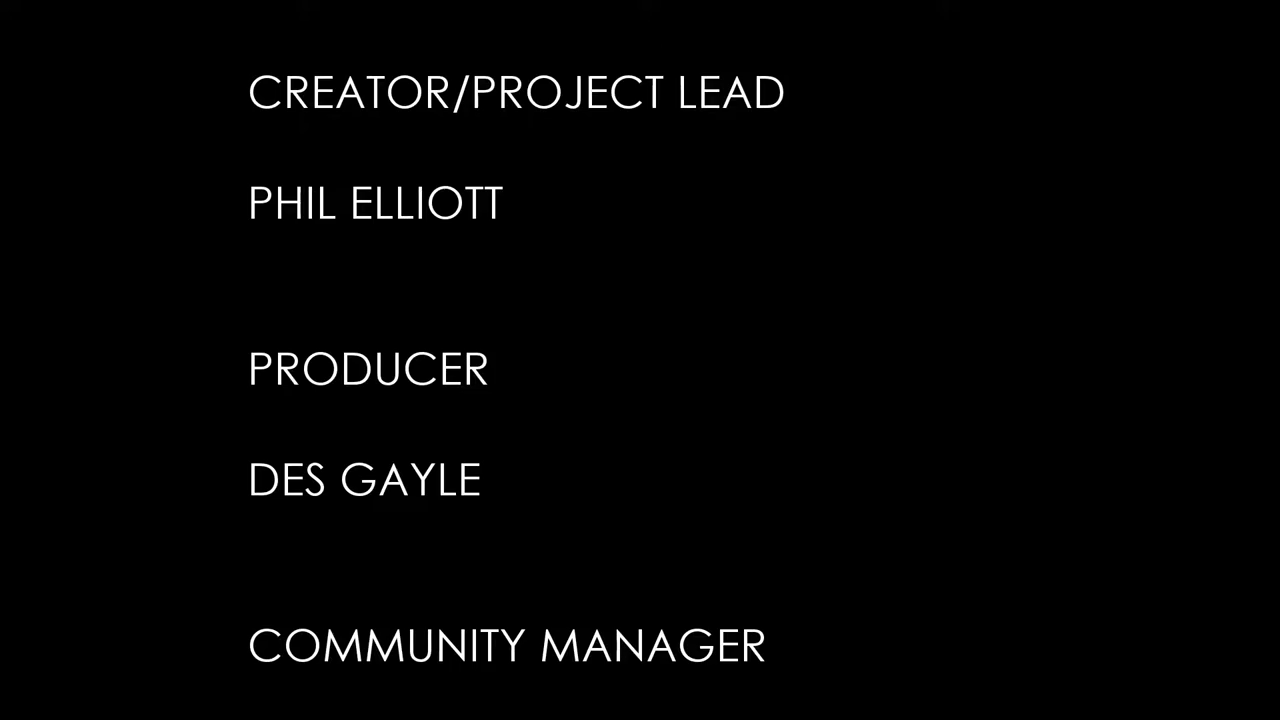 CREATOR/PROJECT LEAD
PHIL ELLIOTT
PRODUCER
DES GAYLE
COMMUNITY MANAGER